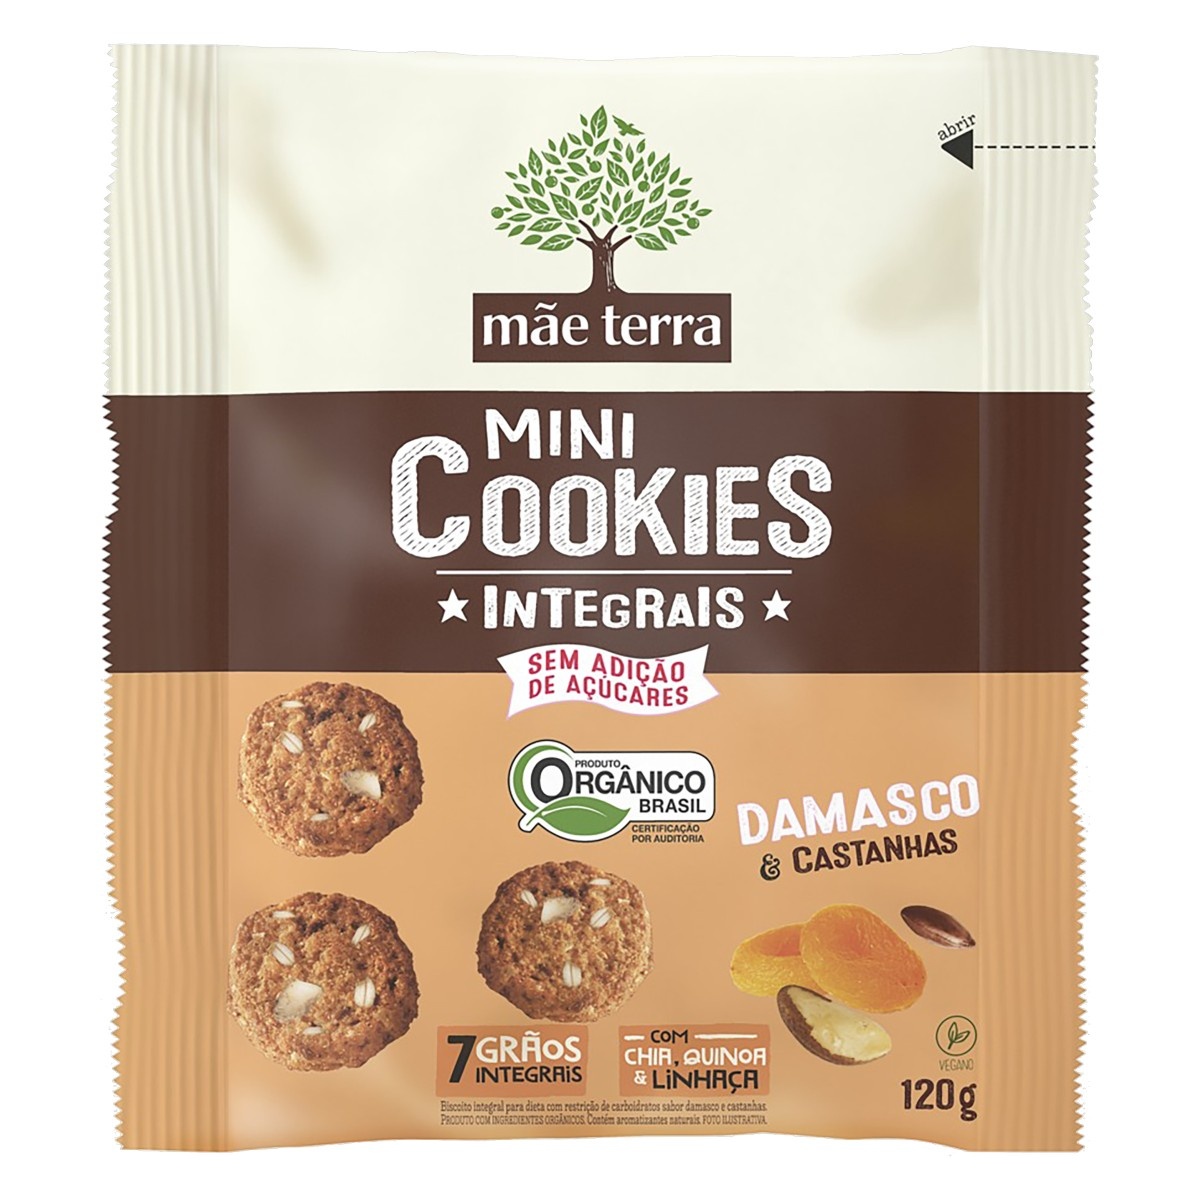 abrir
mãe terra
MINI
COOKIES
INTEGRAIS
SEM ADIÇÃO
DE AÇÚCARES
PRODUTO
ORGÂNICO
BRASIL
CERTIFICAÇÃO
POR AUDITORIA
DAMASCO
& CASTANHAS
7 GRÃOS
INTEGRAIS
COM
CHIA, QUINOA
& LINHAÇA
VEGANO
120g
Biscoito integral para dieta com restrição de carboidratos sabor damasco e castanhas.
PRODUTO COM INGREDIENTES ORGÂNICOS. Contém aromatizantes naturais. FOTO ILUSTRATIVA.